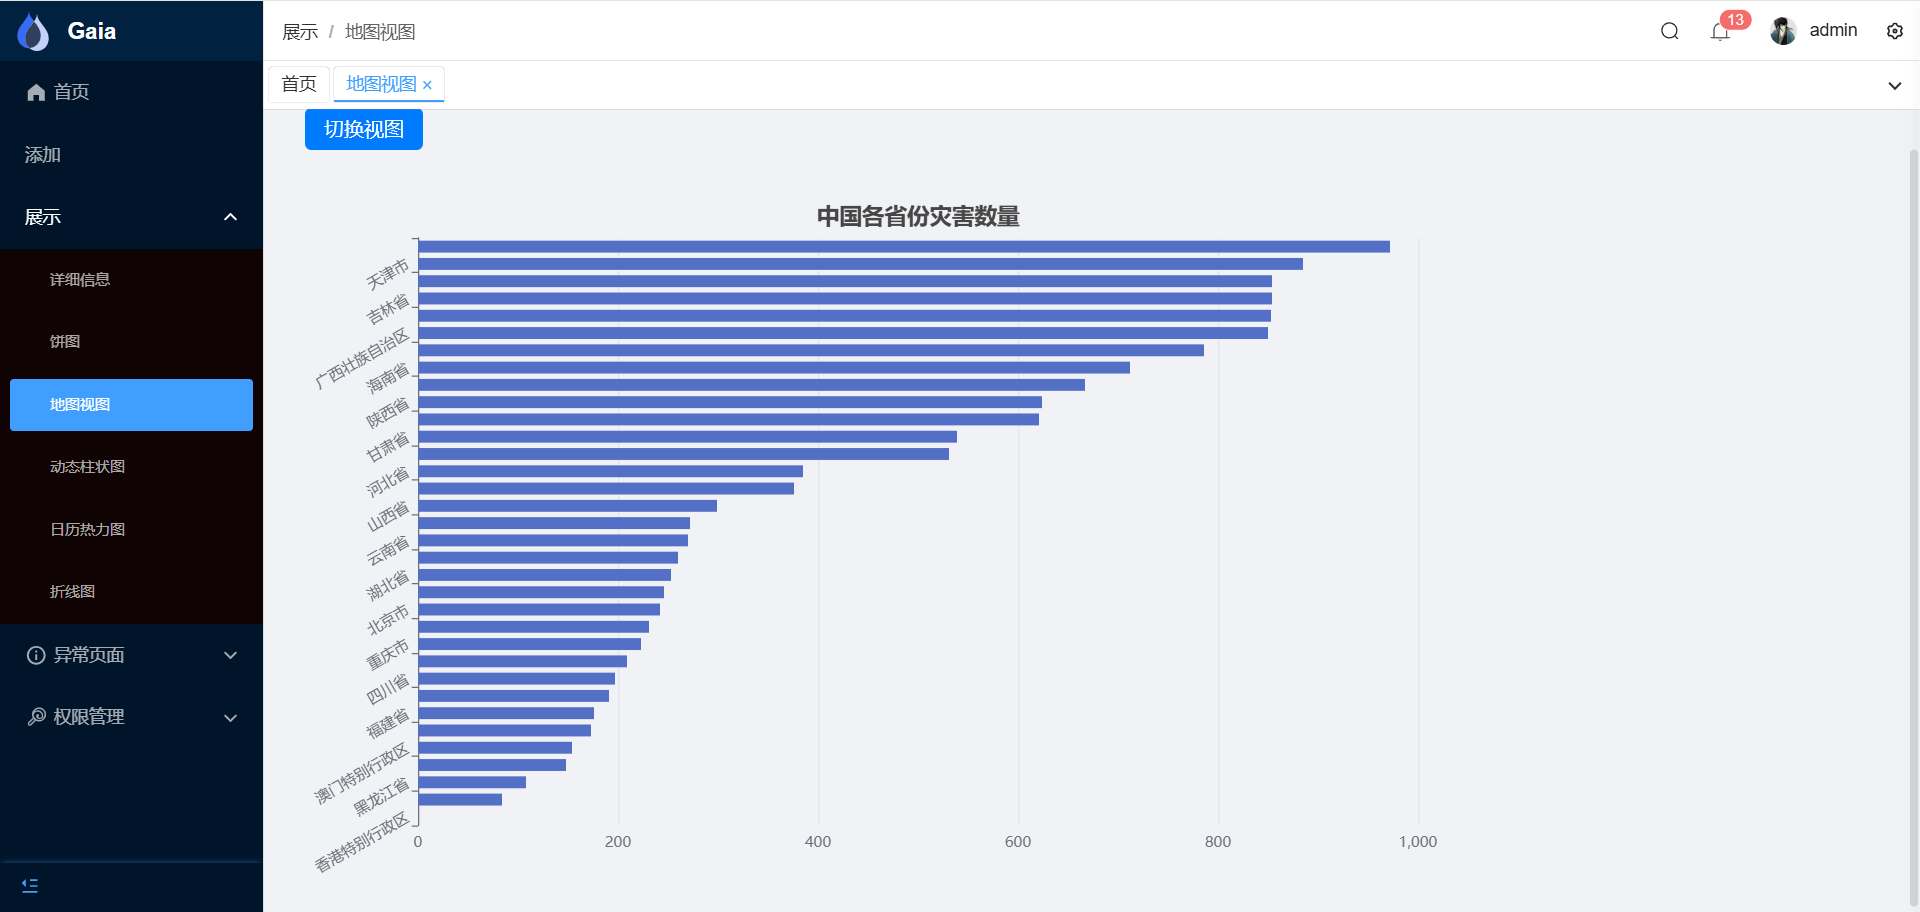 Gaia
首页
添加
展示
详细信息
饼图
地图视图
动态柱状图
日历热力图
折线图
异常页面
权限管理
展示 / 地图视图
13
admin
首页
地图视图 ×
切换视图
中国各省份灾害数量
天津市
吉林省
广西壮族自治区
海南省
陕西省
甘肃省
河北省
山西省
云南省
湖北省
北京市
重庆市
四川省
福建省
澳门特别行政区
黑龙江省
香港特别行政区
0 200 400 600 800 1,000